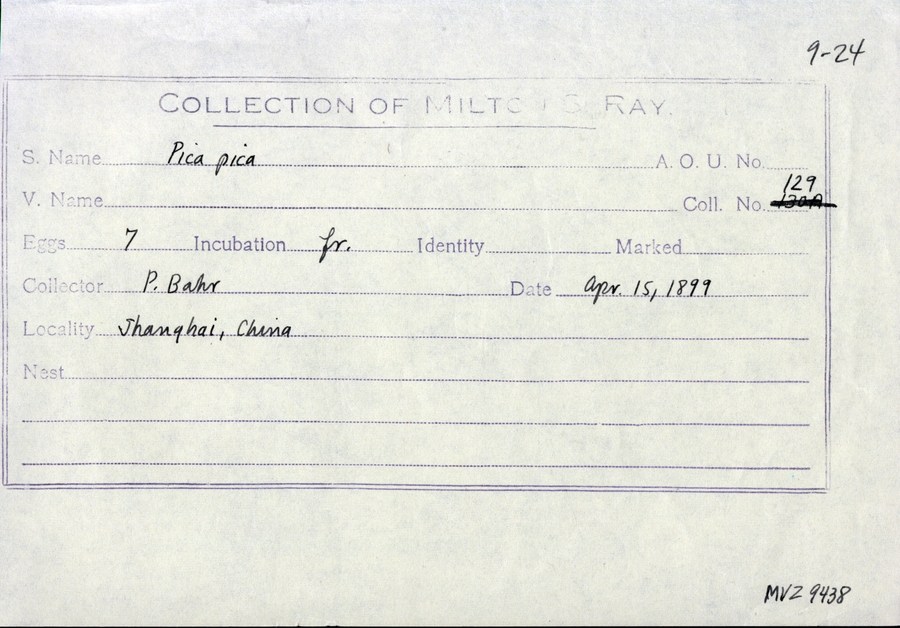 9-24
COLLECTION OF MILTO S. RAY.
S. Name Pica pica A. O. U. No.
129
V. Name Coll. No.
Eggs 7 Incubation fr. Identity Marked
Collector P. Bahr Date Apr. 15, 1899
Locality Shanghai, China
Nest
MVZ 9438